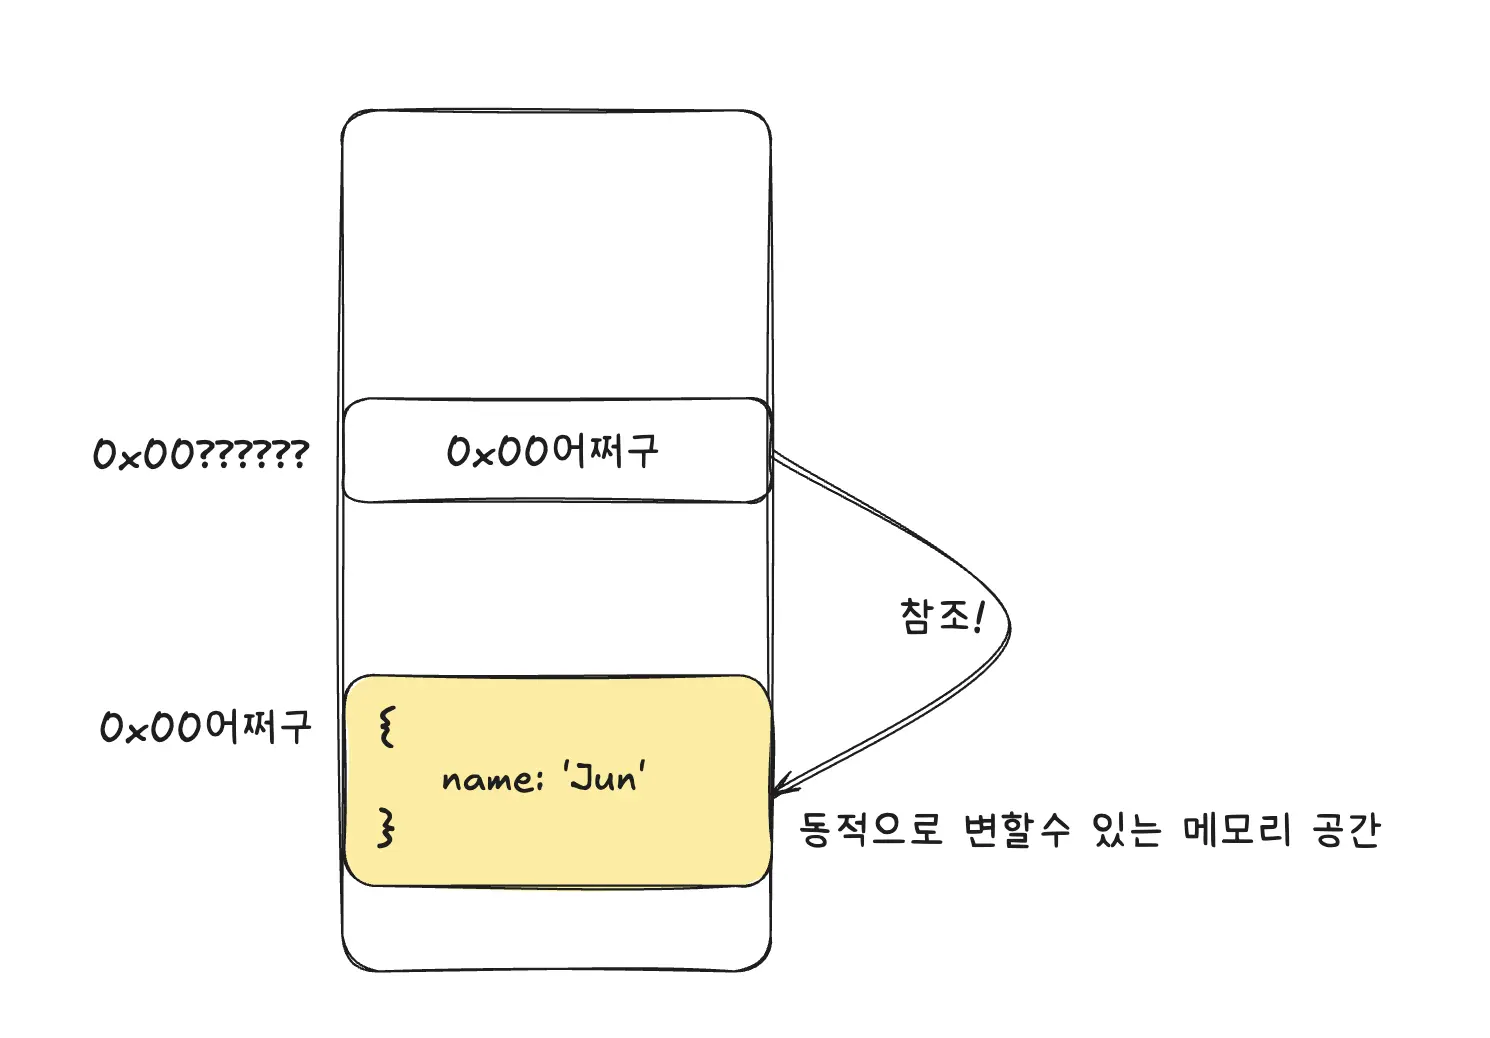 0x00?????? 0x00어쩌구
참조!
0x00어쩌구
{
name: 'Jun'
}
동적으로 변할수 있는 메모리 공간